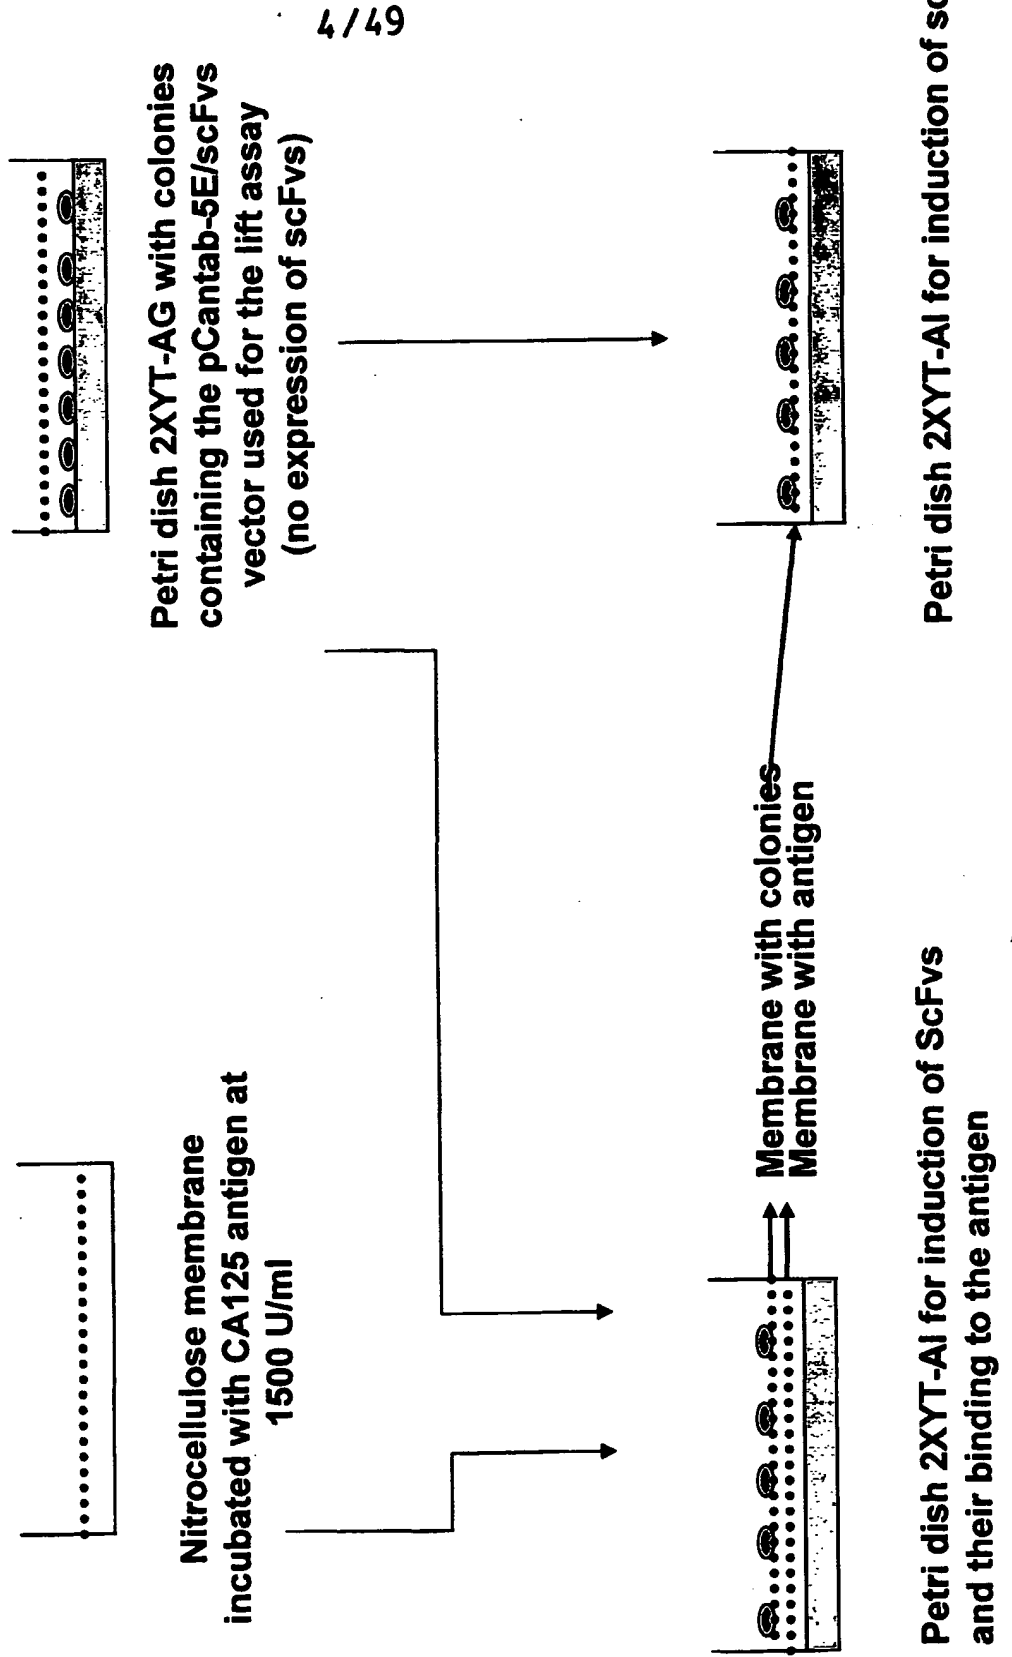 4/49
Petri dish 2XYT-AG with colonies
containing the pCantab-5E/scFvs
vector used for the lift assay
(no expression of scFvs)
Nitrocellulose membrane
incubated with CA125 antigen at
1500 U/ml
Membrane with colonies
Membrane with antigen
Petri dish 2XYT-AI for induction of ScFvs
and their binding to the antigen
Petri dish 2XYT-AI for induction of